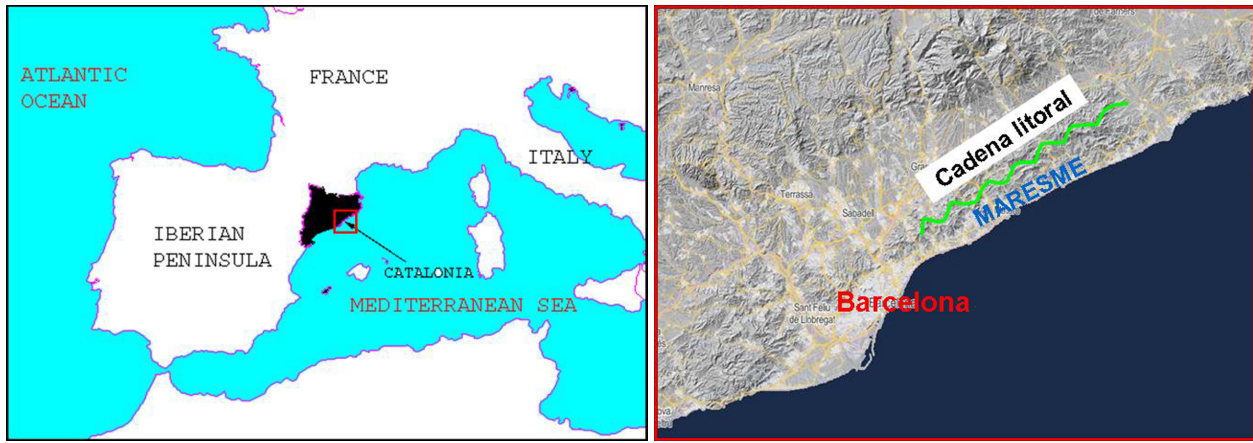 ATLANTIC
OCEAN
FRANCE
ITALY
IBERIAN
PENINSULA
CATALONIA
MEDITERRANEAN SEA
Manresa
Cadena litoral
MARESME
Terrassa
Sabadell
Barcelona
Sant Feliu
de Llobregat